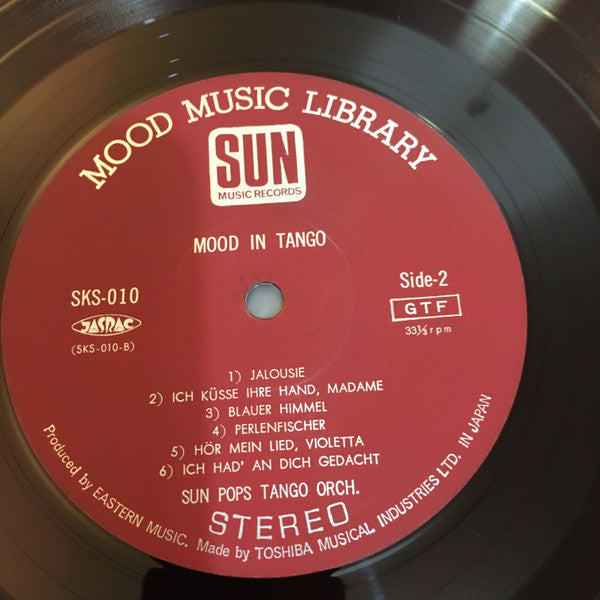 MOOD MUSIC LIBRARY
SUN
MUSIC RECORDS
MOOD IN TANGO
SKS-010
JASRAC
(SKS-010-B)
Side-2
GTF
33⅓rpm
1) JALOUSIE
2) ICH KÜSSE IHRE HAND, MADAME
3) BLAUER HIMMEL
4) PERLENFISCHER
5) HÖR MEIN LIED, VIOLETTA
6) ICH HAD' AN DICH GEDACHT
SUN POPS TANGO ORCH.
STEREO
Produced by EASTERN MUSIC. Made by TOSHIBA MUSICAL INDUSTRIES LTD. IN JAPAN